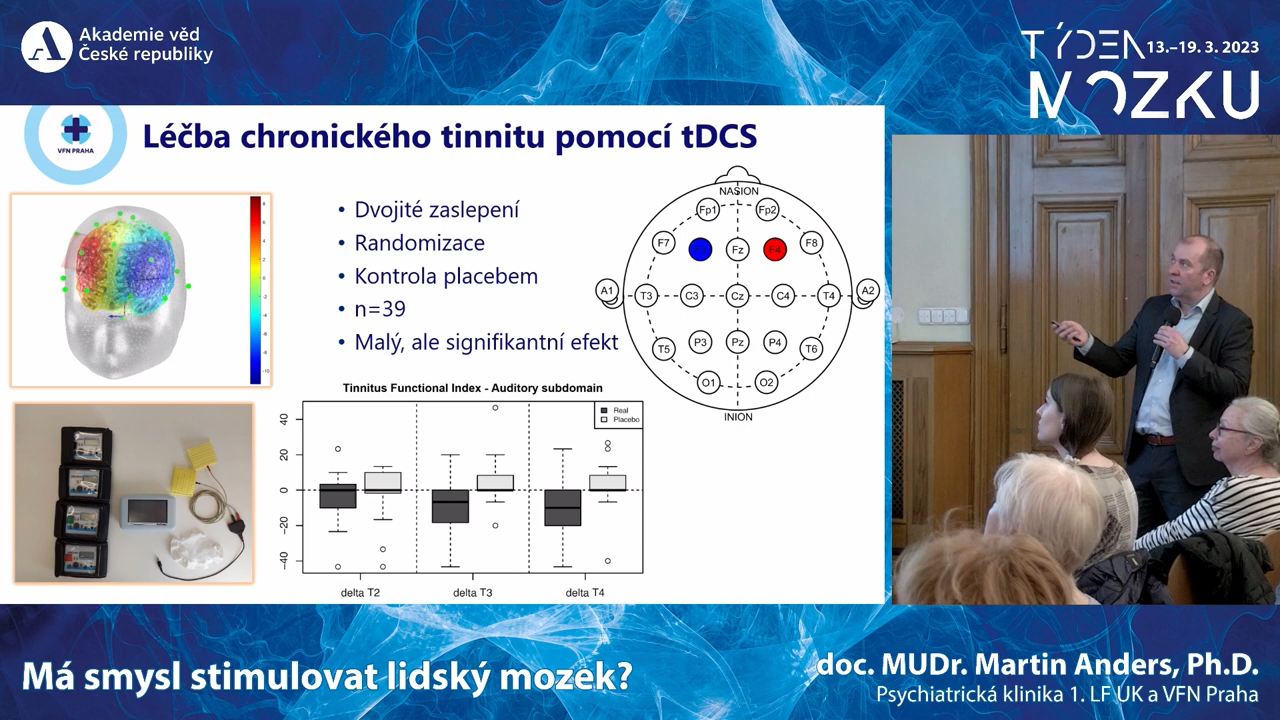 Akademie věd
České republiky
TÝDEN 13.–19. 3. 2023
MOZKU
VFN PRAHA
Léčba chronického tinnitu pomocí tDCS
• Dvojité zaslepení
• Randomizace
• Kontrola placebem
• n=39
• Malý, ale signifikantní efekt
NASION
Fp1 Fp2
F7 Fz F4 F8
A1 T3 C3 Cz C4 T4 A2
T5 P3 Pz P4 T6
O1 O2
INION
Tinnitus Functional Index - Auditory subdomain
Real
Placebo
40
20
0
-20
-40
delta T2 delta T3 delta T4
Má smysl stimulovat lidský mozek?
doc. MUDr. Martin Anders, Ph.D.
Psychiatrická klinika 1. LF UK a VFN Praha